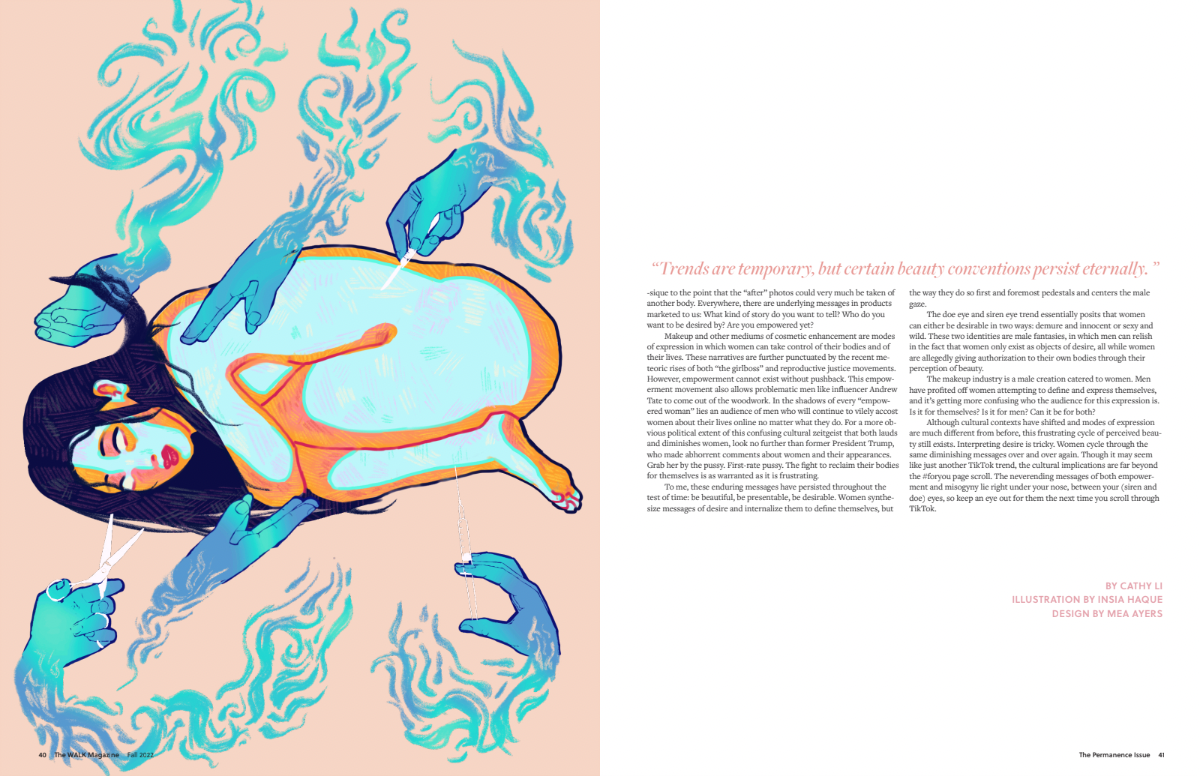 “Trends are temporary, but certain beauty conventions persist eternally. ”
-sique to the point that the “after” photos could very much be taken of
another body. Everywhere, there are underlying messages in products
marketed to us: What kind of story do you want to tell? Who do you
want to be desired by? Are you empowered yet?
Makeup and other mediums of cosmetic enhancement are modes
of expression in which women can take control of their bodies and of
their lives. These narratives are further punctuated by the recent me-
teoric rises of both “the girlboss” and reproductive justice movements.
However, empowerment cannot exist without pushback. This empow-
erment movement also allows problematic men like influencer Andrew
Tate to come out of the woodwork. In the shadows of every “empow-
ered woman” lies an audience of men who will continue to vilely accost
women about their lives online no matter what they do. For a more ob-
vious political extent of this confusing cultural zeitgeist that both lauds
and diminishes women, look no further than former President Trump,
who made abhorrent comments about women and their appearances.
Grab her by the pussy. First-rate pussy. The fight to reclaim their bodies
for themselves is as warranted as it is frustrating.
To me, these enduring messages have persisted throughout the
test of time: be beautiful, be presentable, be desirable. Women synthe-
size messages of desire and internalize them to define themselves, but
the way they do so first and foremost pedestals and centers the male
gaze.
The doe eye and siren eye trend essentially posits that women
can either be desirable in two ways: demure and innocent or sexy and
wild. These two identities are male fantasies, in which men can relish
in the fact that women only exist as objects of desire, all while women
are allegedly giving authorization to their own bodies through their
perception of beauty.
The makeup industry is a male creation catered to women. Men
have profited off women attempting to define and express themselves,
and it’s getting more confusing who the audience for this expression is.
Is it for themselves? Is it for men? Can it be for both?
Although cultural contexts have shifted and modes of expression
are much different from before, this frustrating cycle of perceived beau-
ty still exists. Interpreting desire is tricky. Women cycle through the
same diminishing messages over and over again. Though it may seem
like just another TikTok trend, the cultural implications are far beyond
the #foryou page scroll. The neverending messages of both empower-
ment and misogyny lie right under your nose, between your (siren and
doe) eyes, so keep an eye out for them the next time you scroll through
TikTok.
BY CATHY LI
ILLUSTRATION BY INSIA HAQUE
DESIGN BY MEA AYERS
40 The WALK Magazine Fall 2022
The Permanence Issue 41